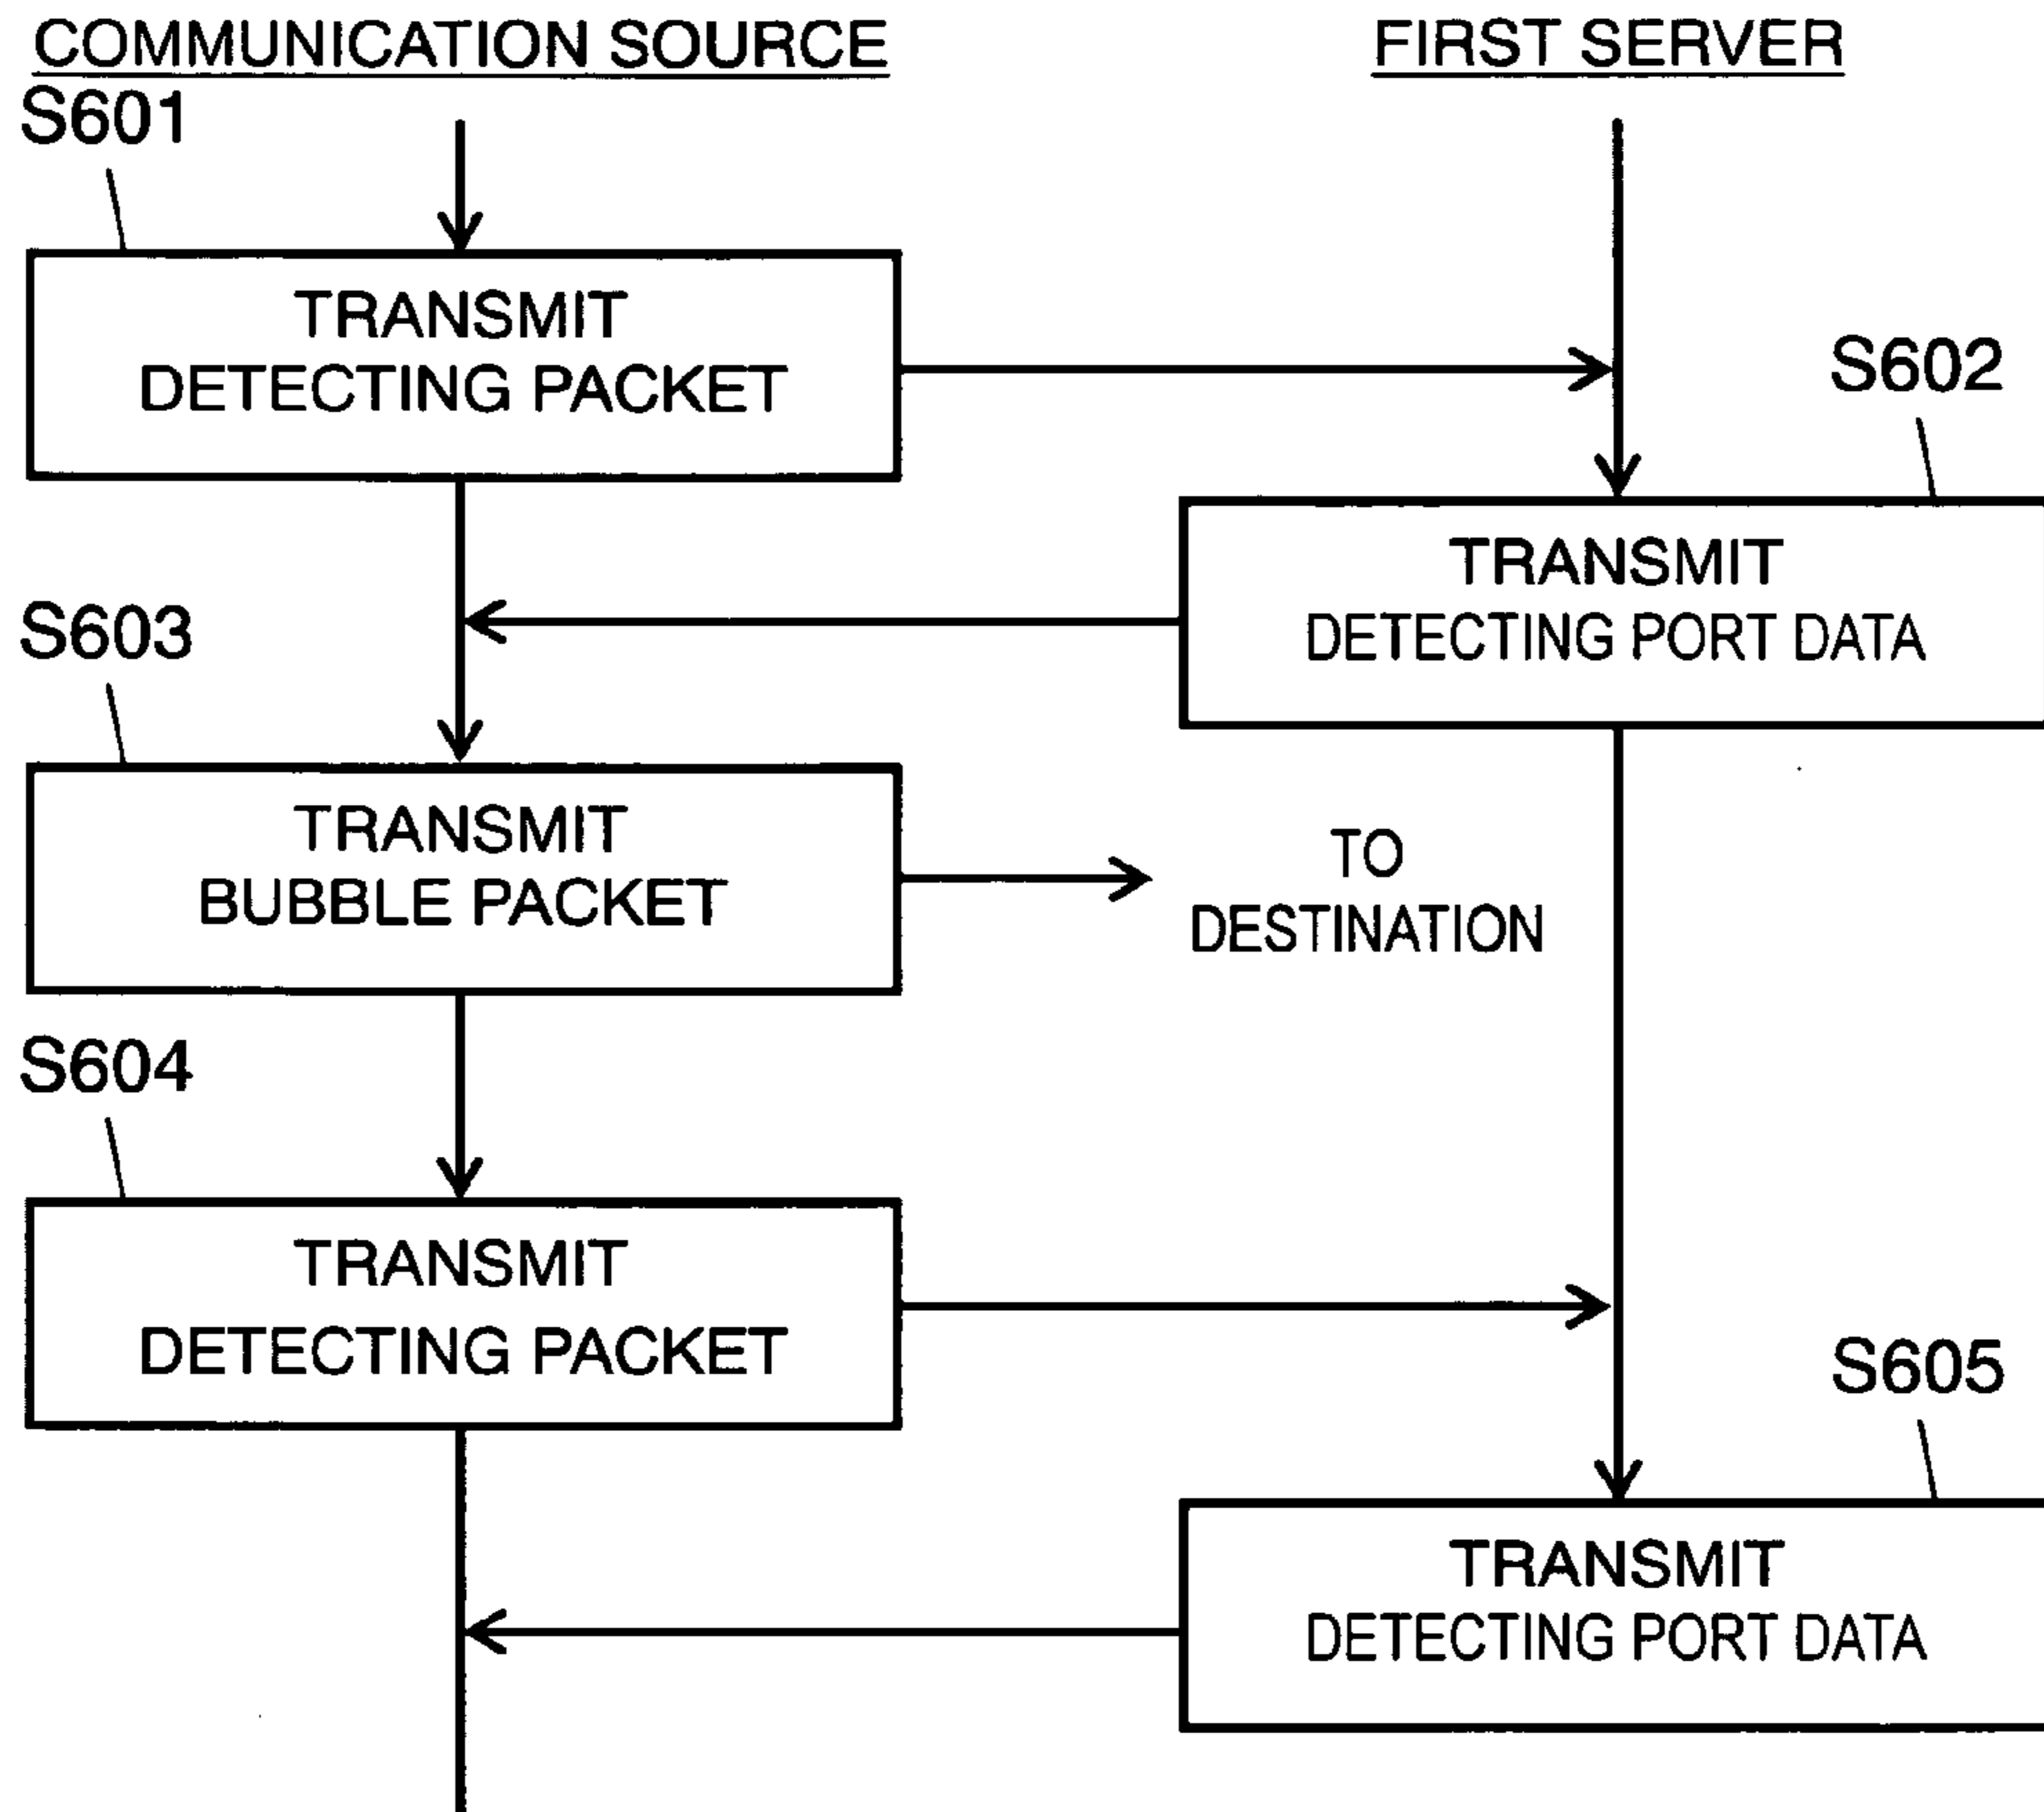 COMMUNICATION SOURCE
FIRST SERVER
S601
TRANSMIT
DETECTING PACKET
S602
TRANSMIT
DETECTING PORT DATA
S603
TRANSMIT
BUBBLE PACKET
TO
DESTINATION
S604
TRANSMIT
DETECTING PACKET
S605
TRANSMIT
DETECTING PORT DATA